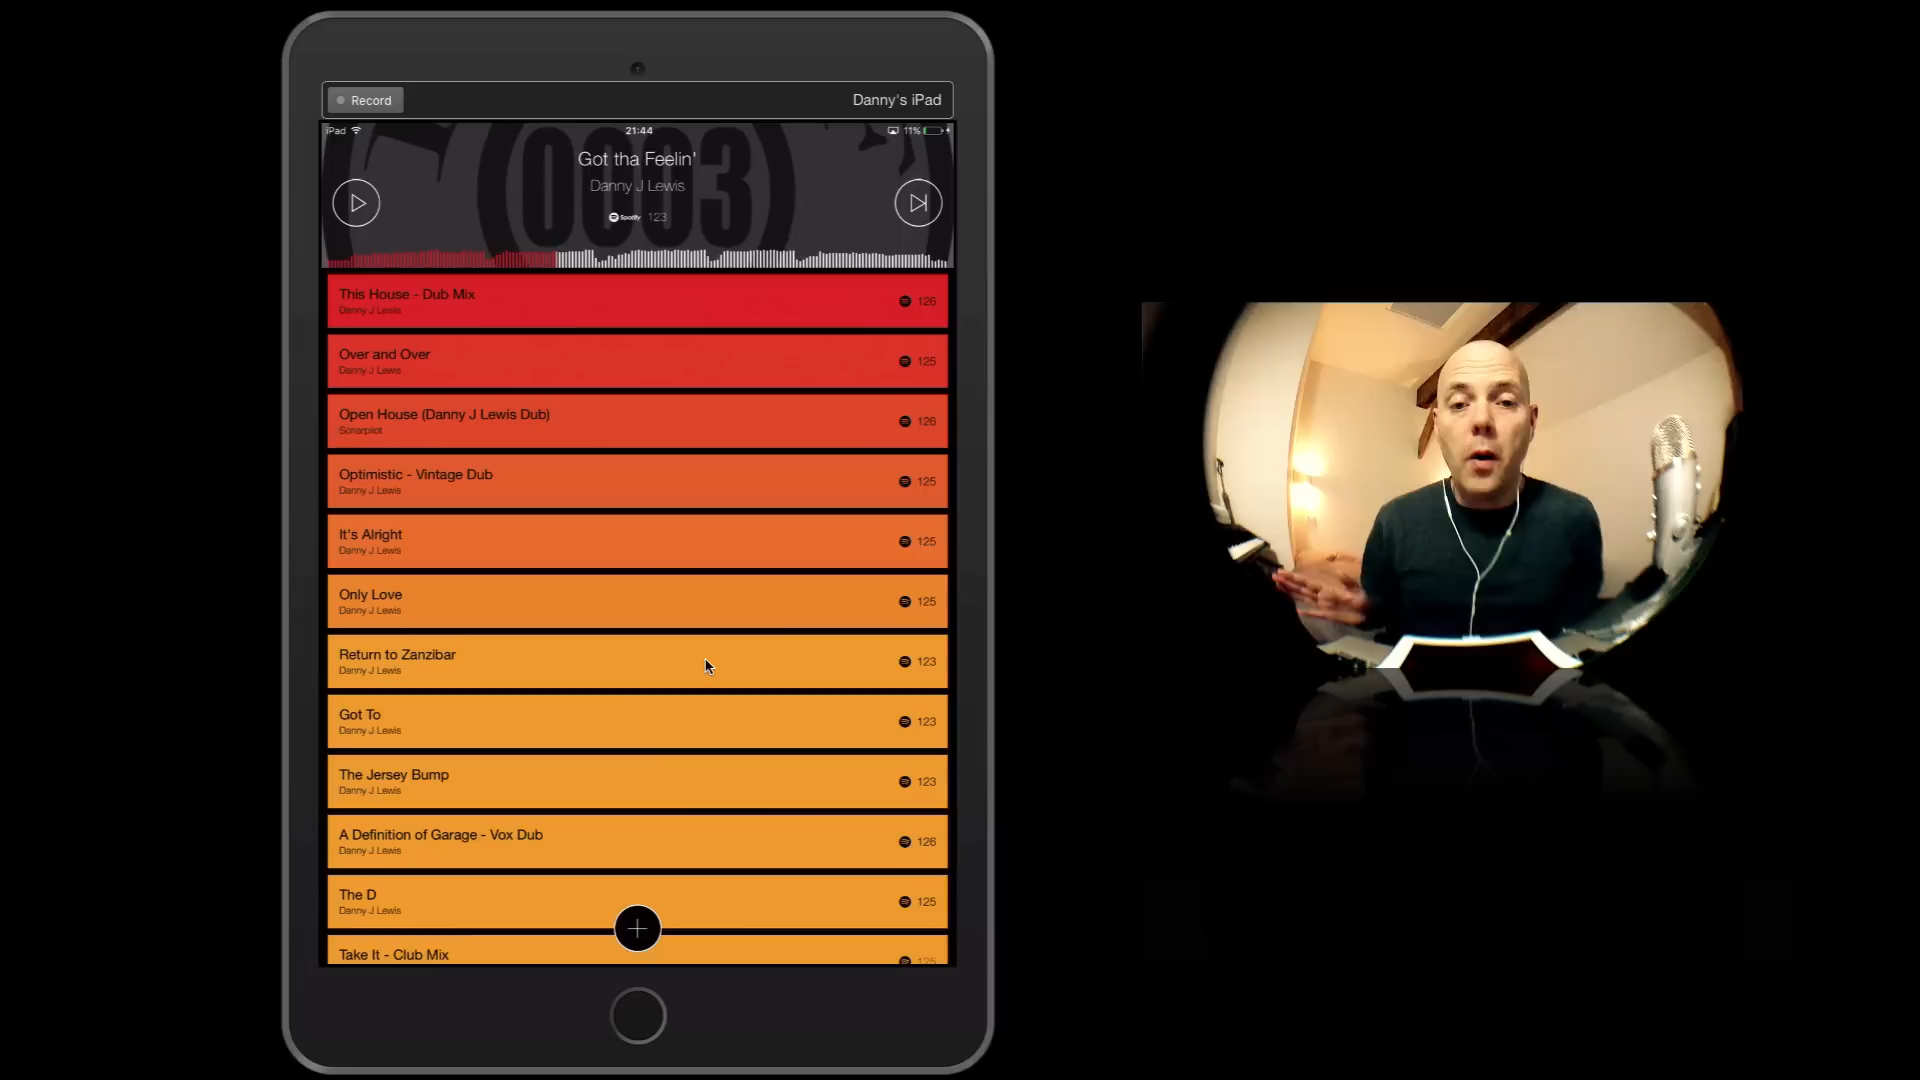 Record
Danny's iPad
iPad
21:44
11%
0003
Got tha Feelin'
Danny J Lewis
Spotify 123
This House - Dub Mix
Danny J Lewis
126
Over and Over
Danny J Lewis
125
Open House (Danny J Lewis Dub)
Sonarpilot
126
Optimistic - Vintage Dub
Danny J Lewis
125
It's Alright
Danny J Lewis
125
Only Love
Danny J Lewis
125
Return to Zanzibar
Danny J Lewis
123
Got To
Danny J Lewis
123
The Jersey Bump
Danny J Lewis
123
A Definition of Garage - Vox Dub
Danny J Lewis
126
The D
Danny J Lewis
125
Take It - Club Mix
125